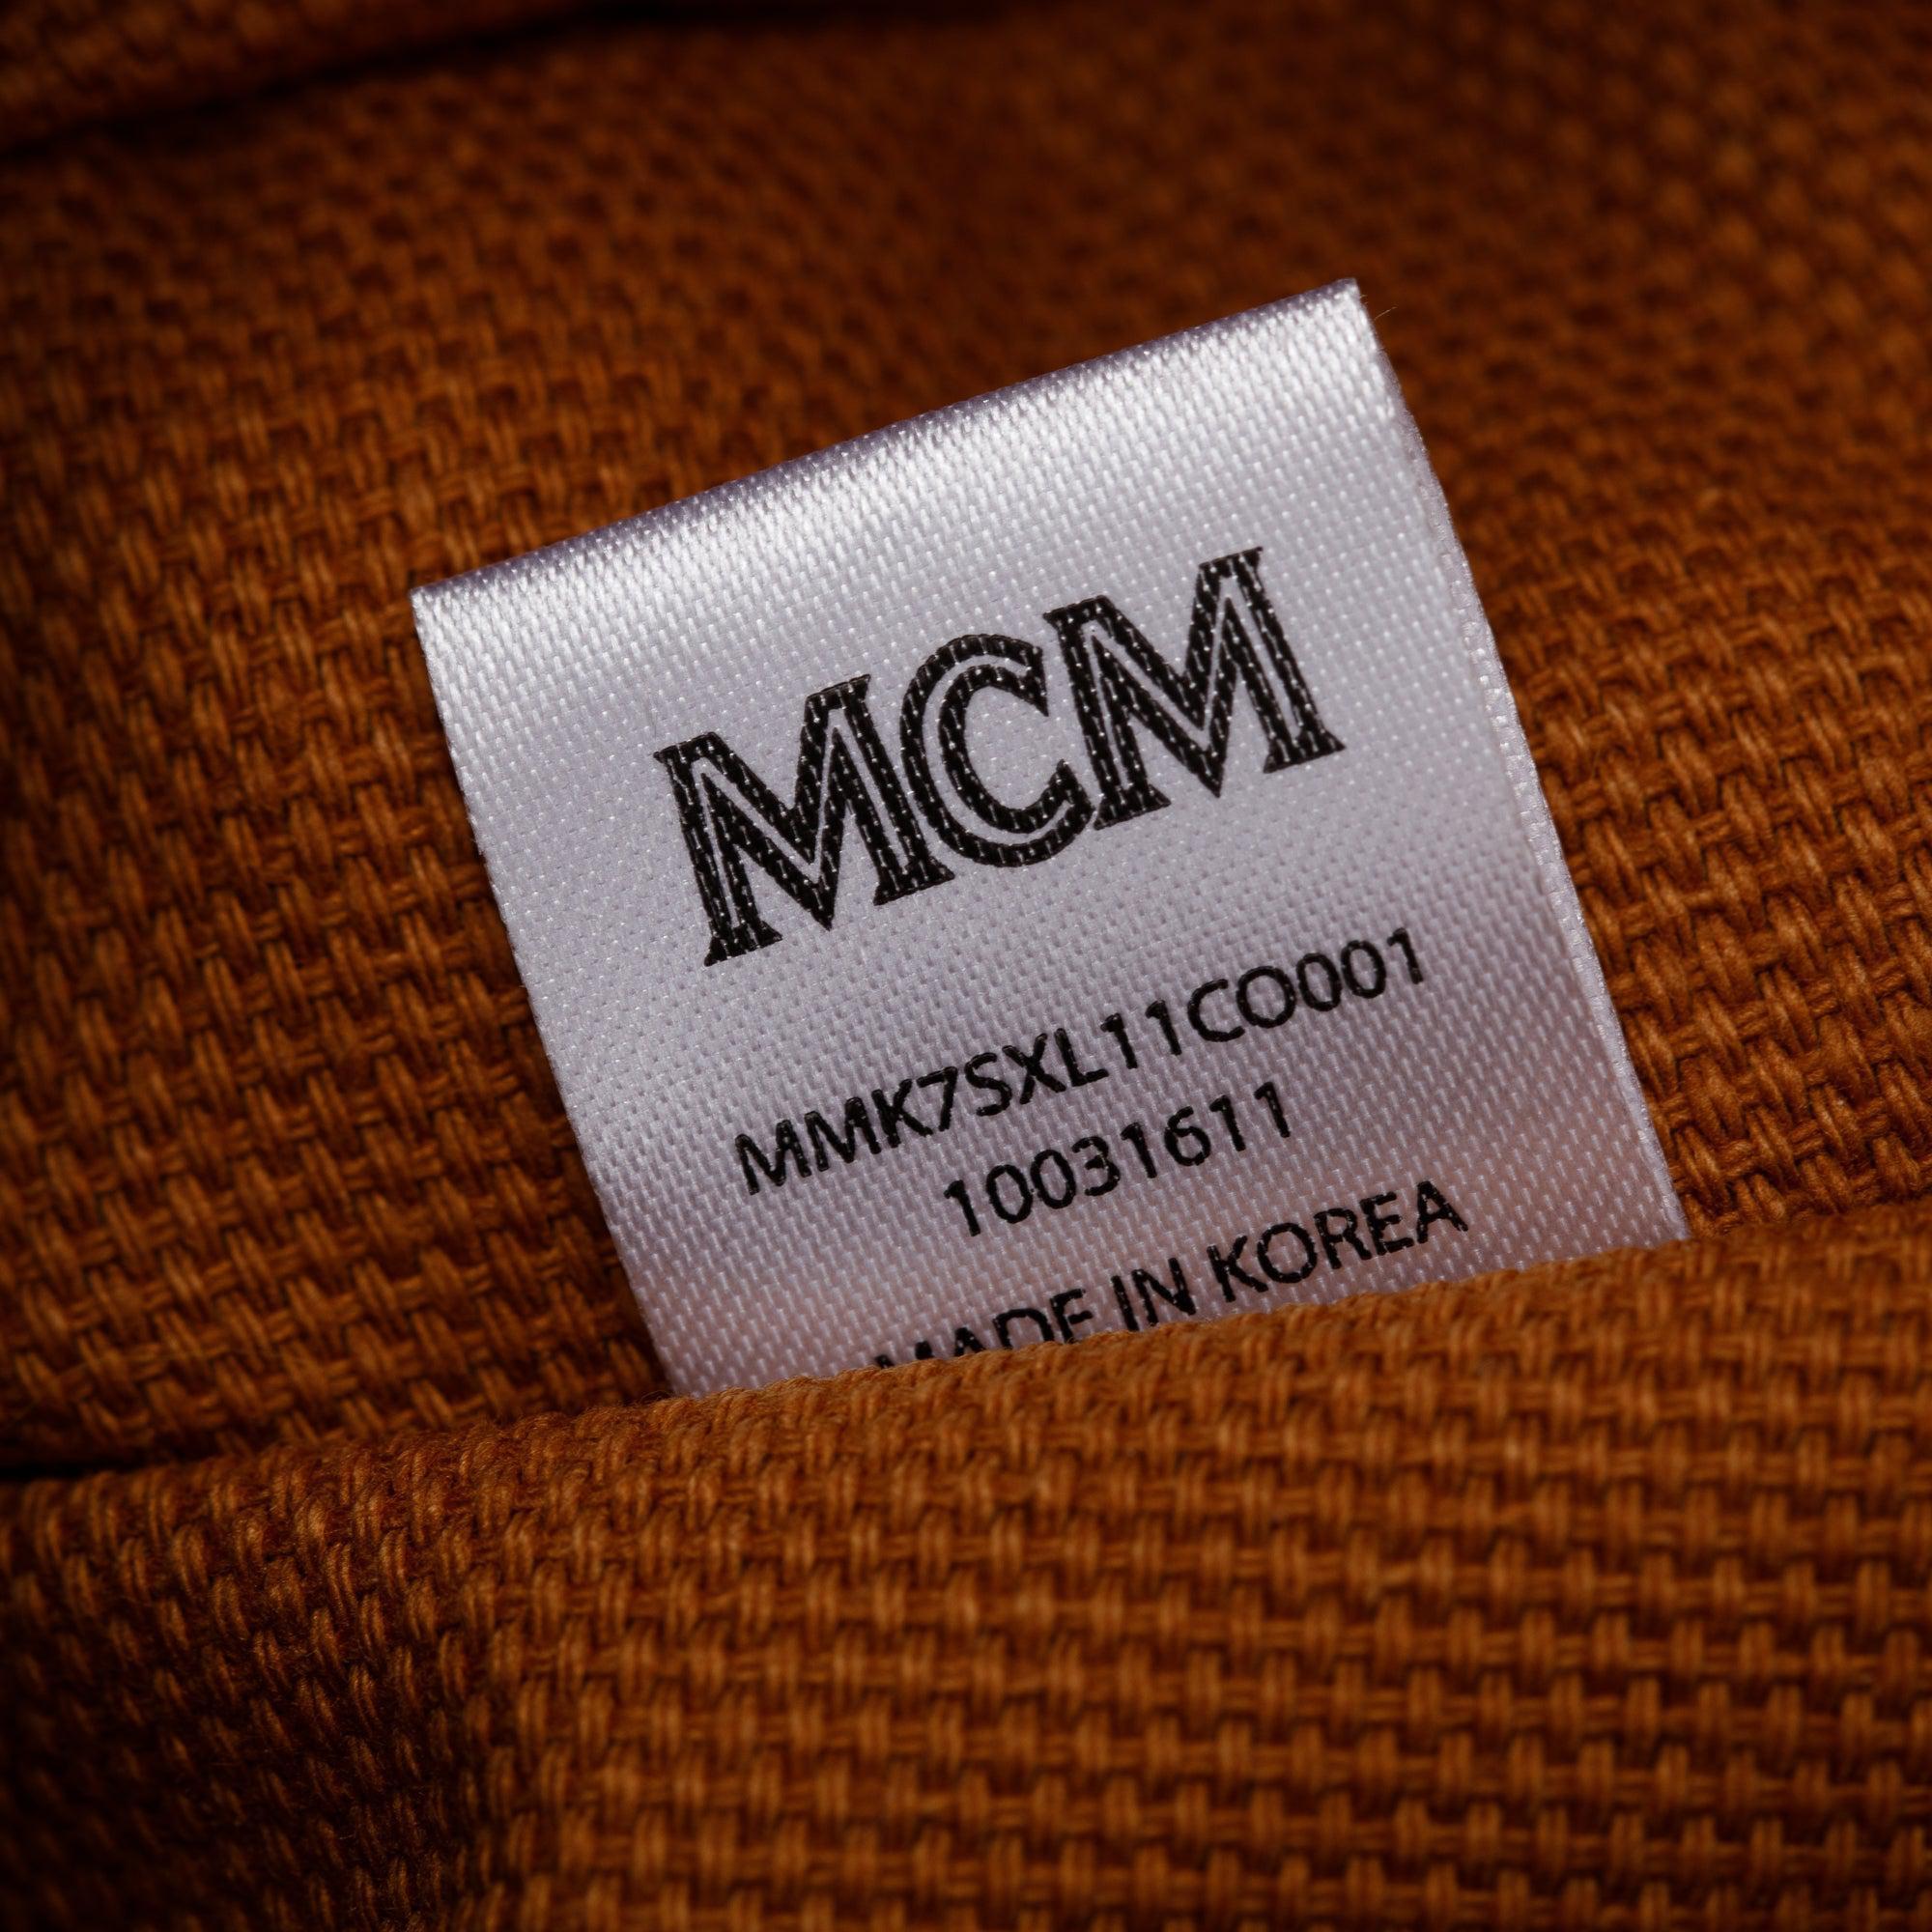 MCM
MMK7SXL11CO001
10031611
MADE IN KOREA